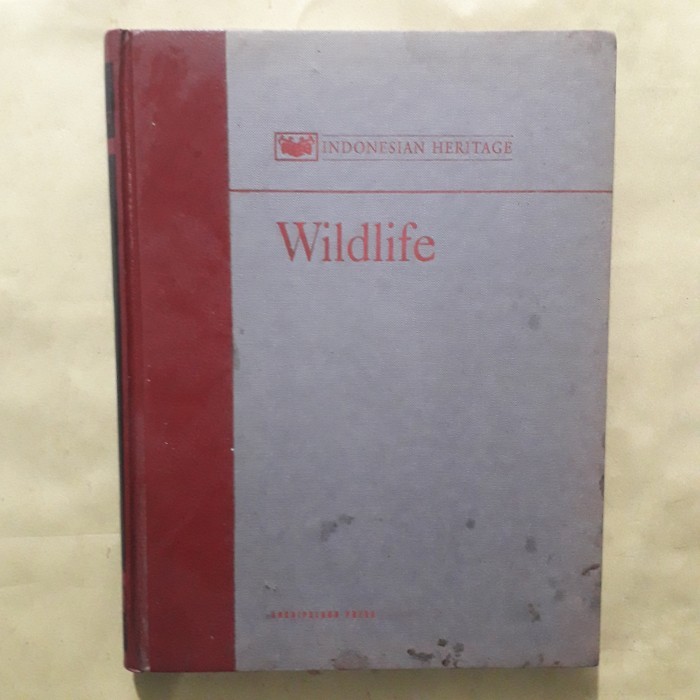 INDONESIAN HERITAGE
Wildlife
ARCHIPELAGO PRESS